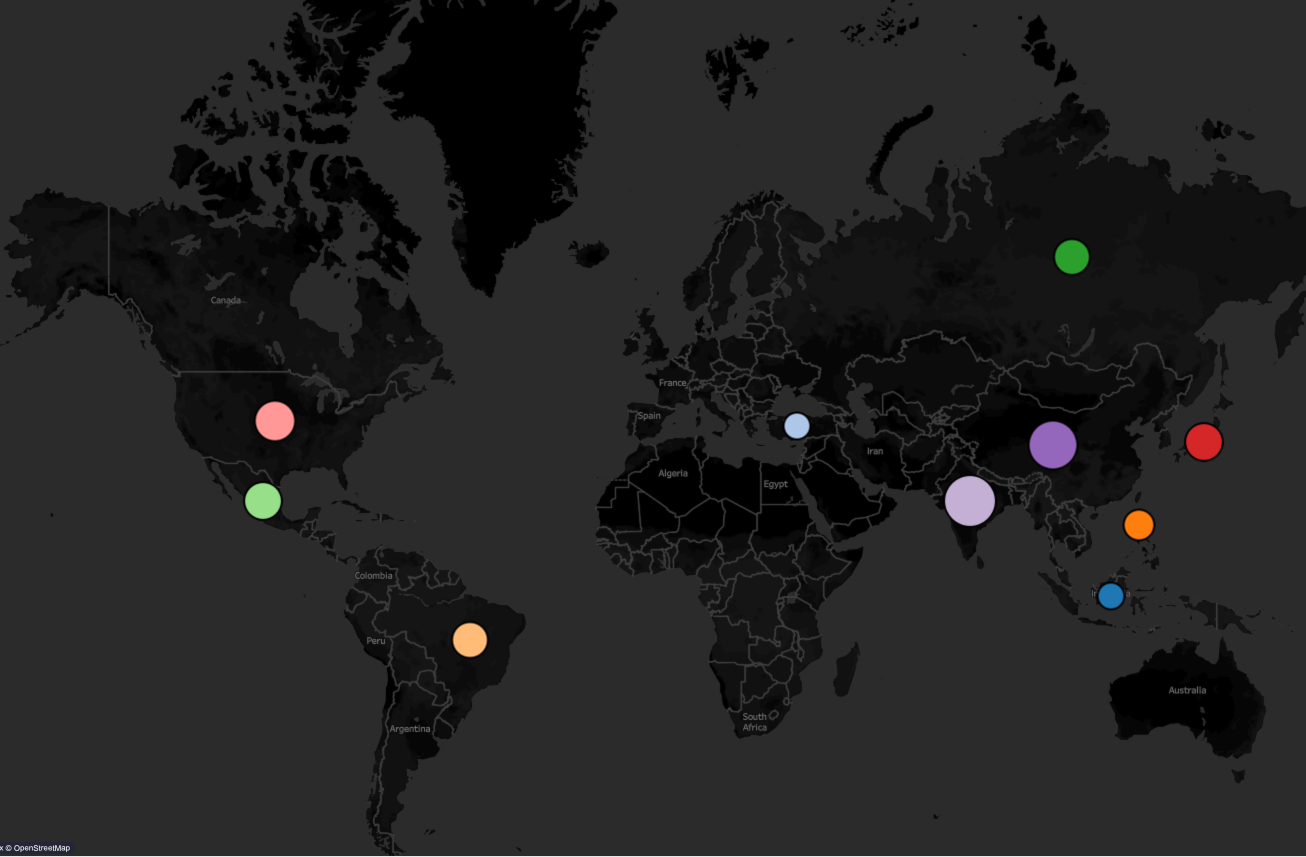 Canada
France
Spain
Iran
Algeria
Egypt
Colombia
Peru
Australia
South
Africa
Argentina
© OpenStreetMap